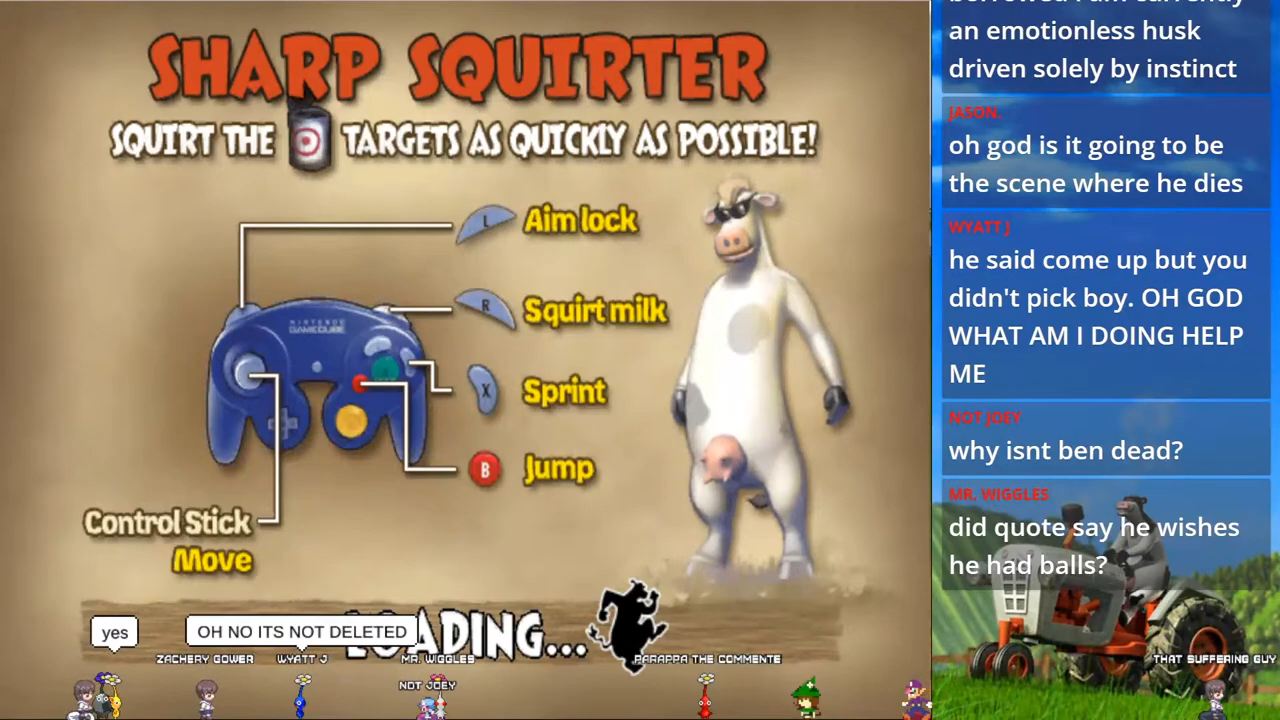 SHARP SQUIRTER
SQUIRT THE TARGETS AS QUICKLY AS POSSIBLE!
L Aim lock
NINTENDO
GAMECUBE
R Squirt milk
X Sprint
B Jump
Control Stick
Move
LOADING...
yes
OH NO ITS NOT DELETED
ZACHERY GOWER
WYATT J
MR. WIGGLES
NOT JOEY
PARAPPA THE COMMENTE
an emotionless husk
driven solely by instinct
JASON.
oh god is it going to be
the scene where he dies
WYATT J
he said come up but you
didn't pick boy. OH GOD
WHAT AM I DOING HELP
ME
NOT JOEY
why isnt ben dead?
MR. WIGGLES
did quote say he wishes
he had balls?
THAT SUFFERING GUY